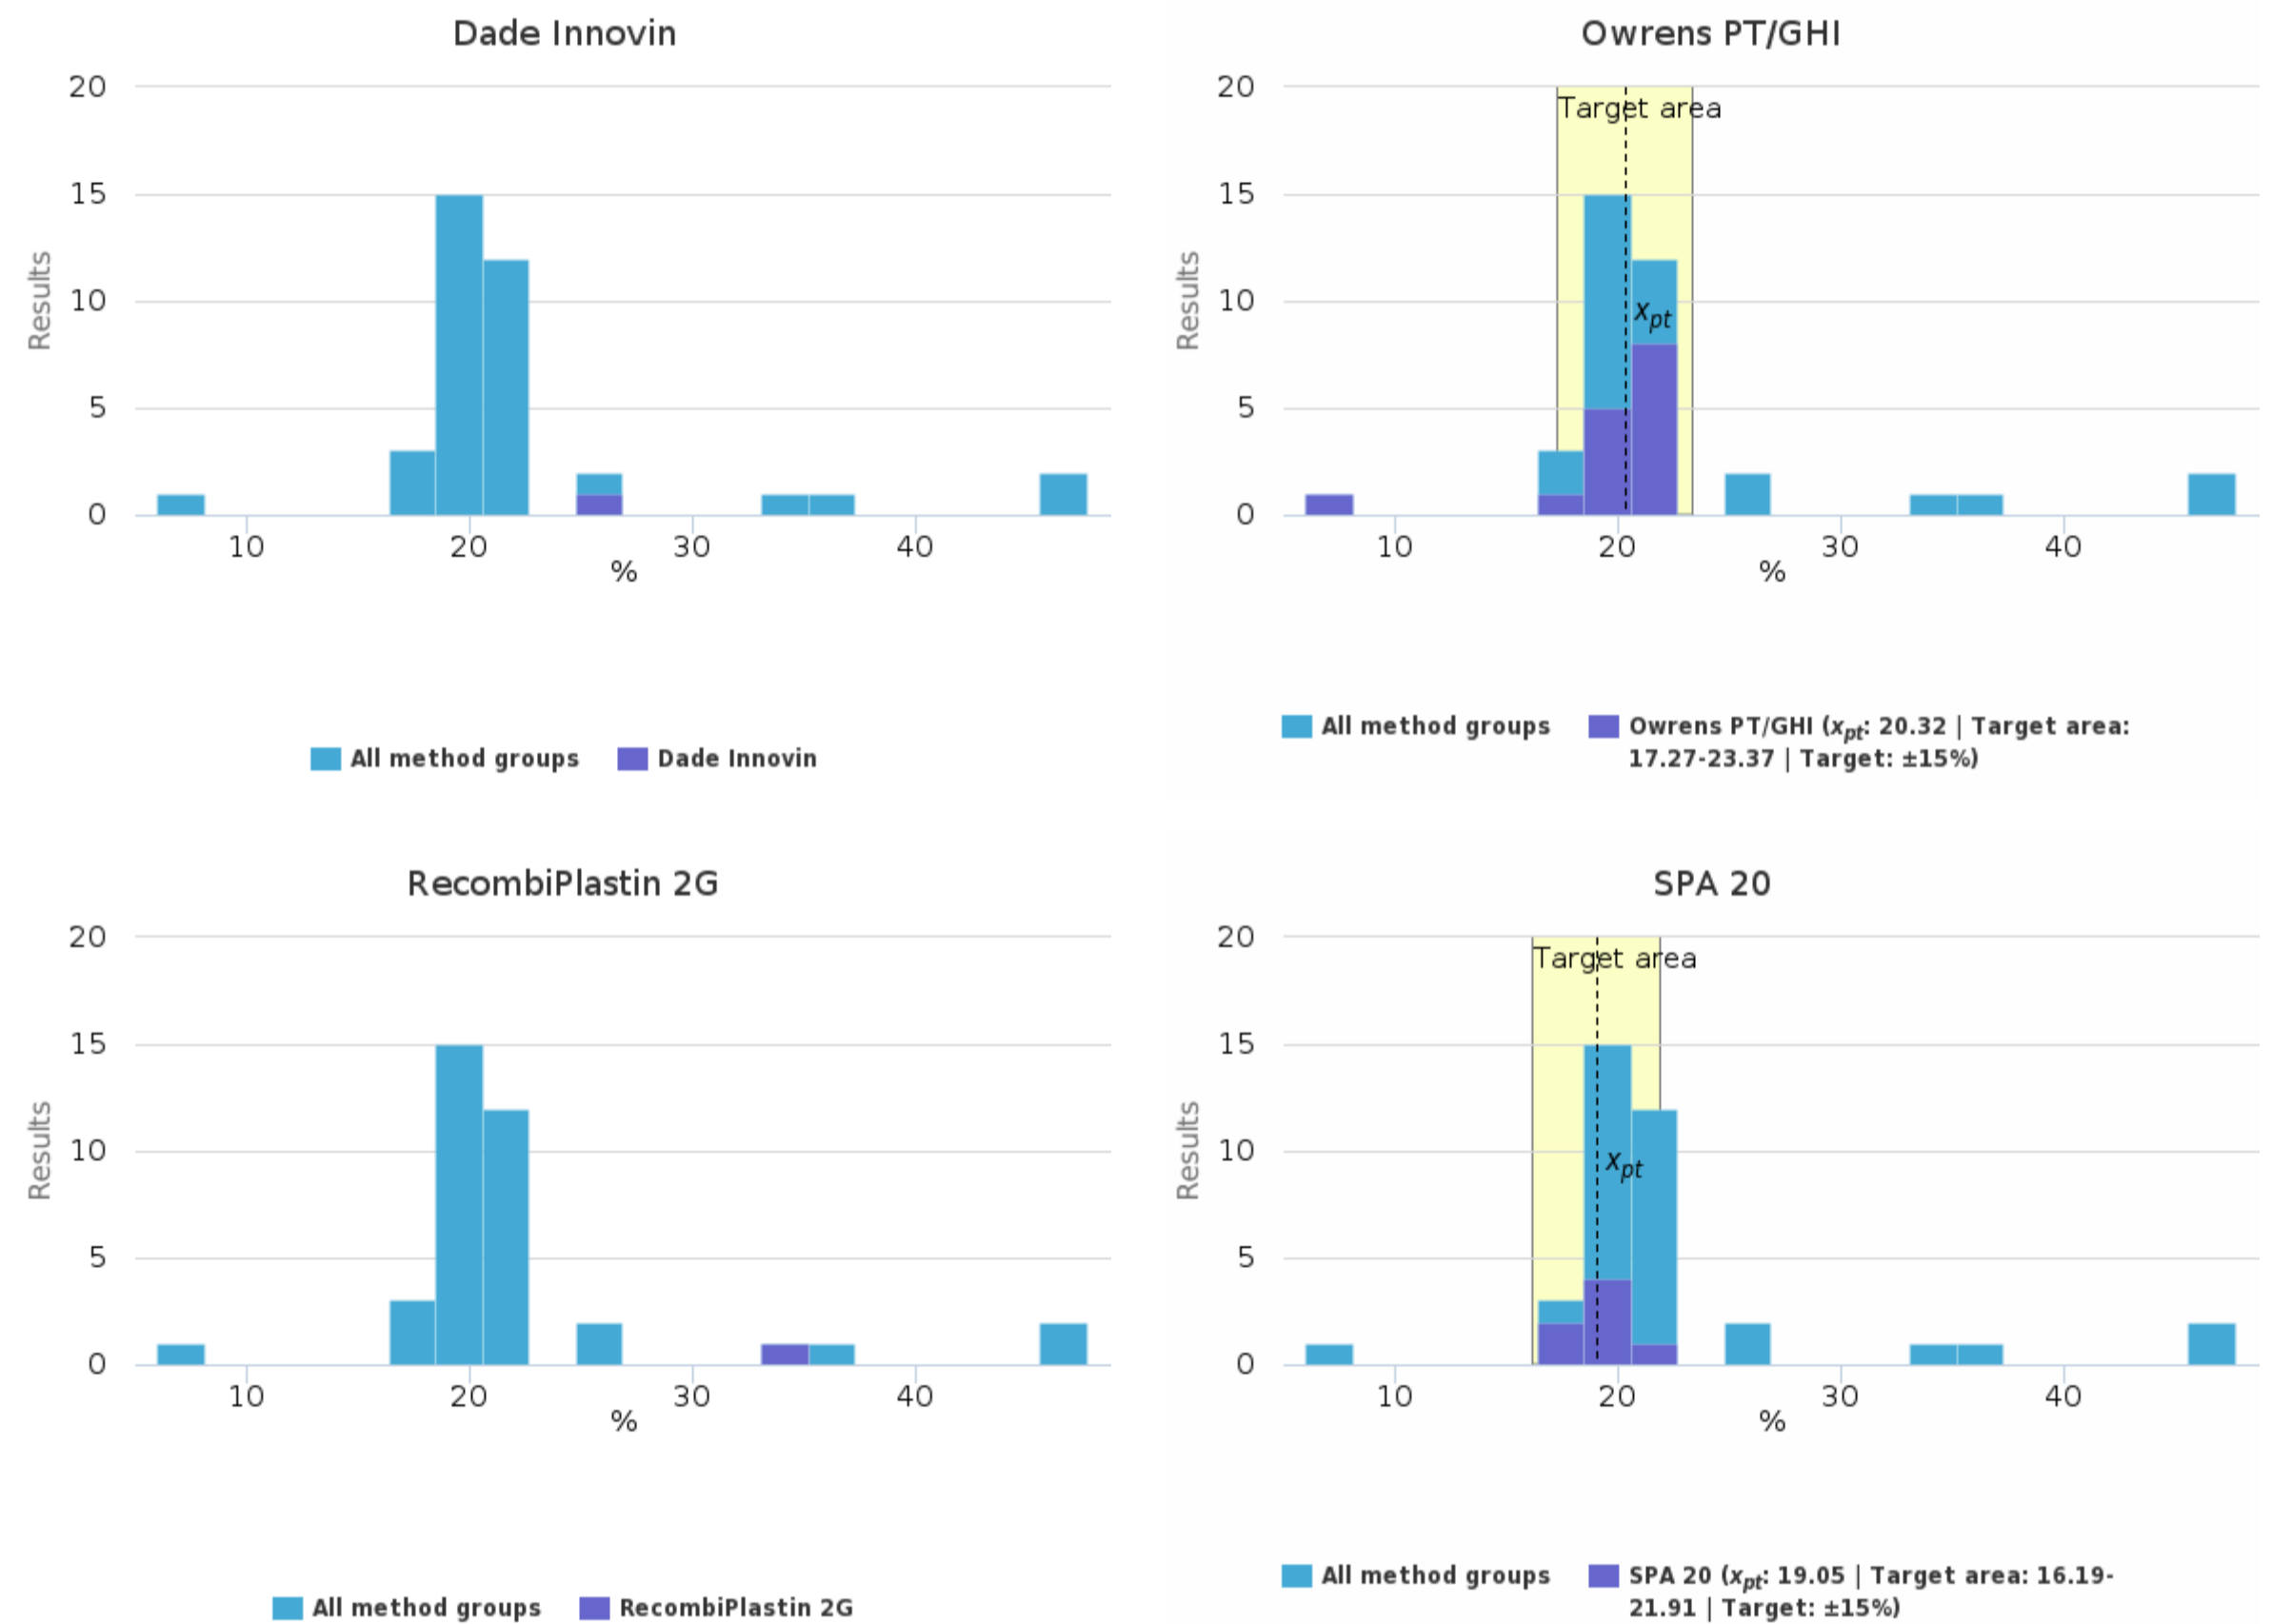 Dade Innovin
20
15
10
5
0
Results
10 20 30 40
%
All method groups Dade Innovin
Owrens PT/GHI
20
15
10
5
0
Results
Target area
xpt
10 20 30 40
%
All method groups Owrens PT/GHI (xpt: 20.32 | Target area:
17.27-23.37 | Target: ±15%)
RecombiPlastin 2G
20
15
10
5
0
Results
10 20 30 40
%
All method groups RecombiPlastin 2G
SPA 20
20
15
10
5
0
Results
Target area
xpt
10 20 30 40
%
All method groups SPA 20 (xpt: 19.05 | Target area: 16.19-
21.91 | Target: ±15%)